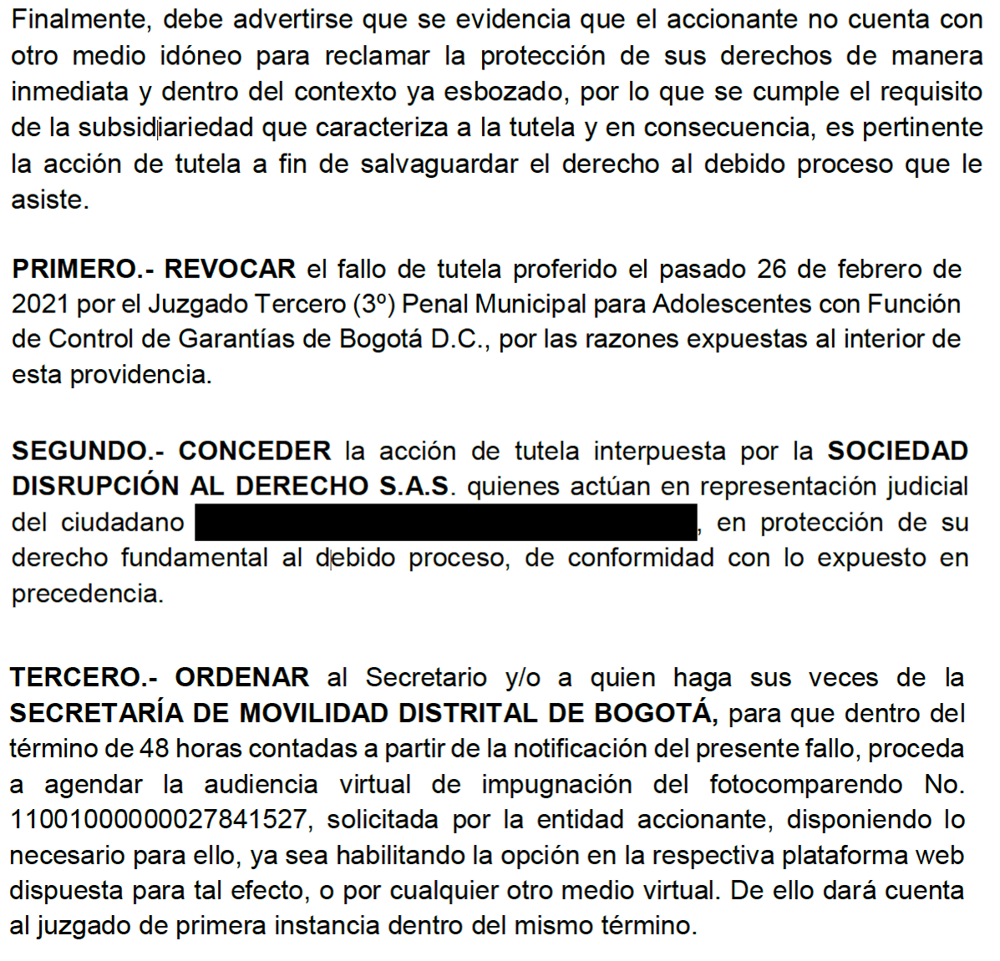 Finalmente, debe advertirse que se evidencia que el accionante no cuenta con
otro medio idóneo para reclamar la protección de sus derechos de manera
inmediata y dentro del contexto ya esbozado, por lo que se cumple el requisito
de la subsidiariedad que caracteriza a la tutela y en consecuencia, es pertinente
la acción de tutela a fin de salvaguardar el derecho al debido proceso que le
asiste.
PRIMERO.- REVOCAR el fallo de tutela proferido el pasado 26 de febrero de
2021 por el Juzgado Tercero (3º) Penal Municipal para Adolescentes con Función
de Control de Garantías de Bogotá D.C., por las razones expuestas al interior de
esta providencia.
SEGUNDO.- CONCEDER la acción de tutela interpuesta por la SOCIEDAD
DISRUPCIÓN AL DERECHO S.A.S. quienes actúan en representación judicial
del ciudadano , en protección de su
derecho fundamental al debido proceso, de conformidad con lo expuesto en
precedencia.
TERCERO.- ORDENAR al Secretario y/o a quien haga sus veces de la
SECRETARÍA DE MOVILIDAD DISTRITAL DE BOGOTÁ, para que dentro del
término de 48 horas contadas a partir de la notificación del presente fallo, proceda
a agendar la audiencia virtual de impugnación del fotocomparendo No.
11001000000027841527, solicitada por la entidad accionante, disponiendo lo
necesario para ello, ya sea habilitando la opción en la respectiva plataforma web
dispuesta para tal efecto, o por cualquier otro medio virtual. De ello dará cuenta
al juzgado de primera instancia dentro del mismo término.